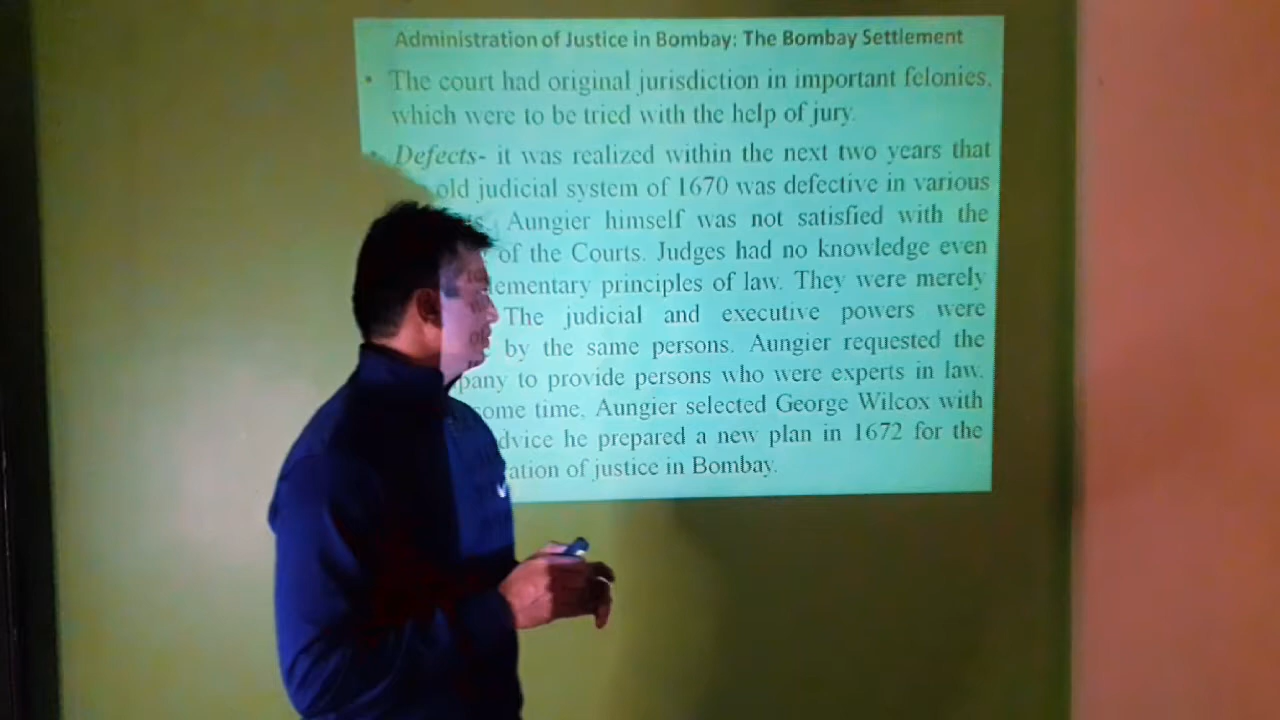 Administration of Justice in Bombay: The Bombay Settlement
• The court had original jurisdiction in important felonies,
which were to be tried with the help of jury.
• Defects- it was realized within the next two years that
old judicial system of 1670 was defective in various
Aungier himself was not satisfied with the
of the Courts. Judges had no knowledge even
lementary principles of law. They were merely
The judicial and executive powers were
by the same persons. Aungier requested the
pany to provide persons who were experts in law.
some time, Aungier selected George Wilcox with
dvice he prepared a new plan in 1672 for the
ation of justice in Bombay.